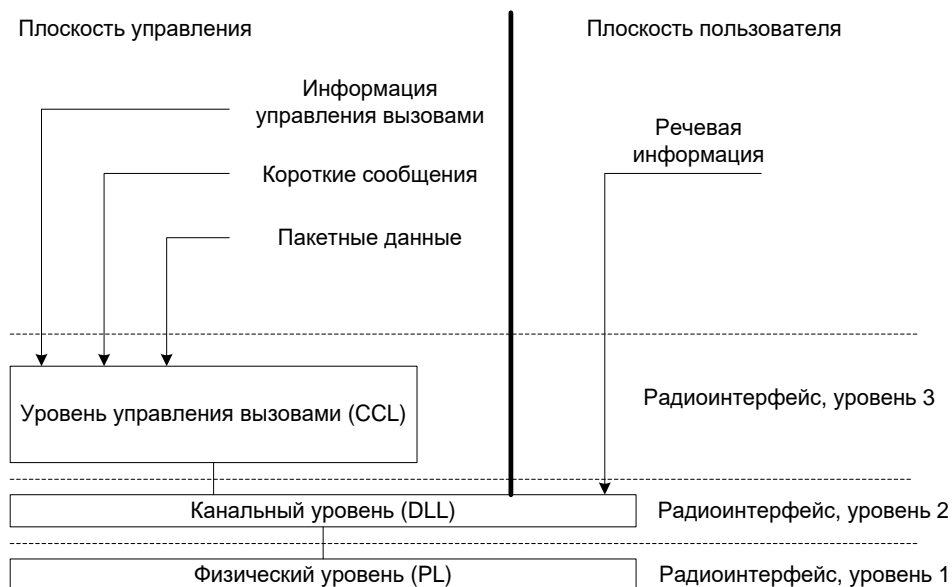 Плоскость управления
Плоскость пользователя
Информация
управления вызовами
Речевая
информация
Короткие сообщения
Пакетные данные
Уровень управления вызовами (CCL)
Радиоинтерфейс, уровень 3
Канальный уровень (DLL)
Радиоинтерфейс, уровень 2
Физический уровень (PL)
Радиоинтерфейс, уровень 1